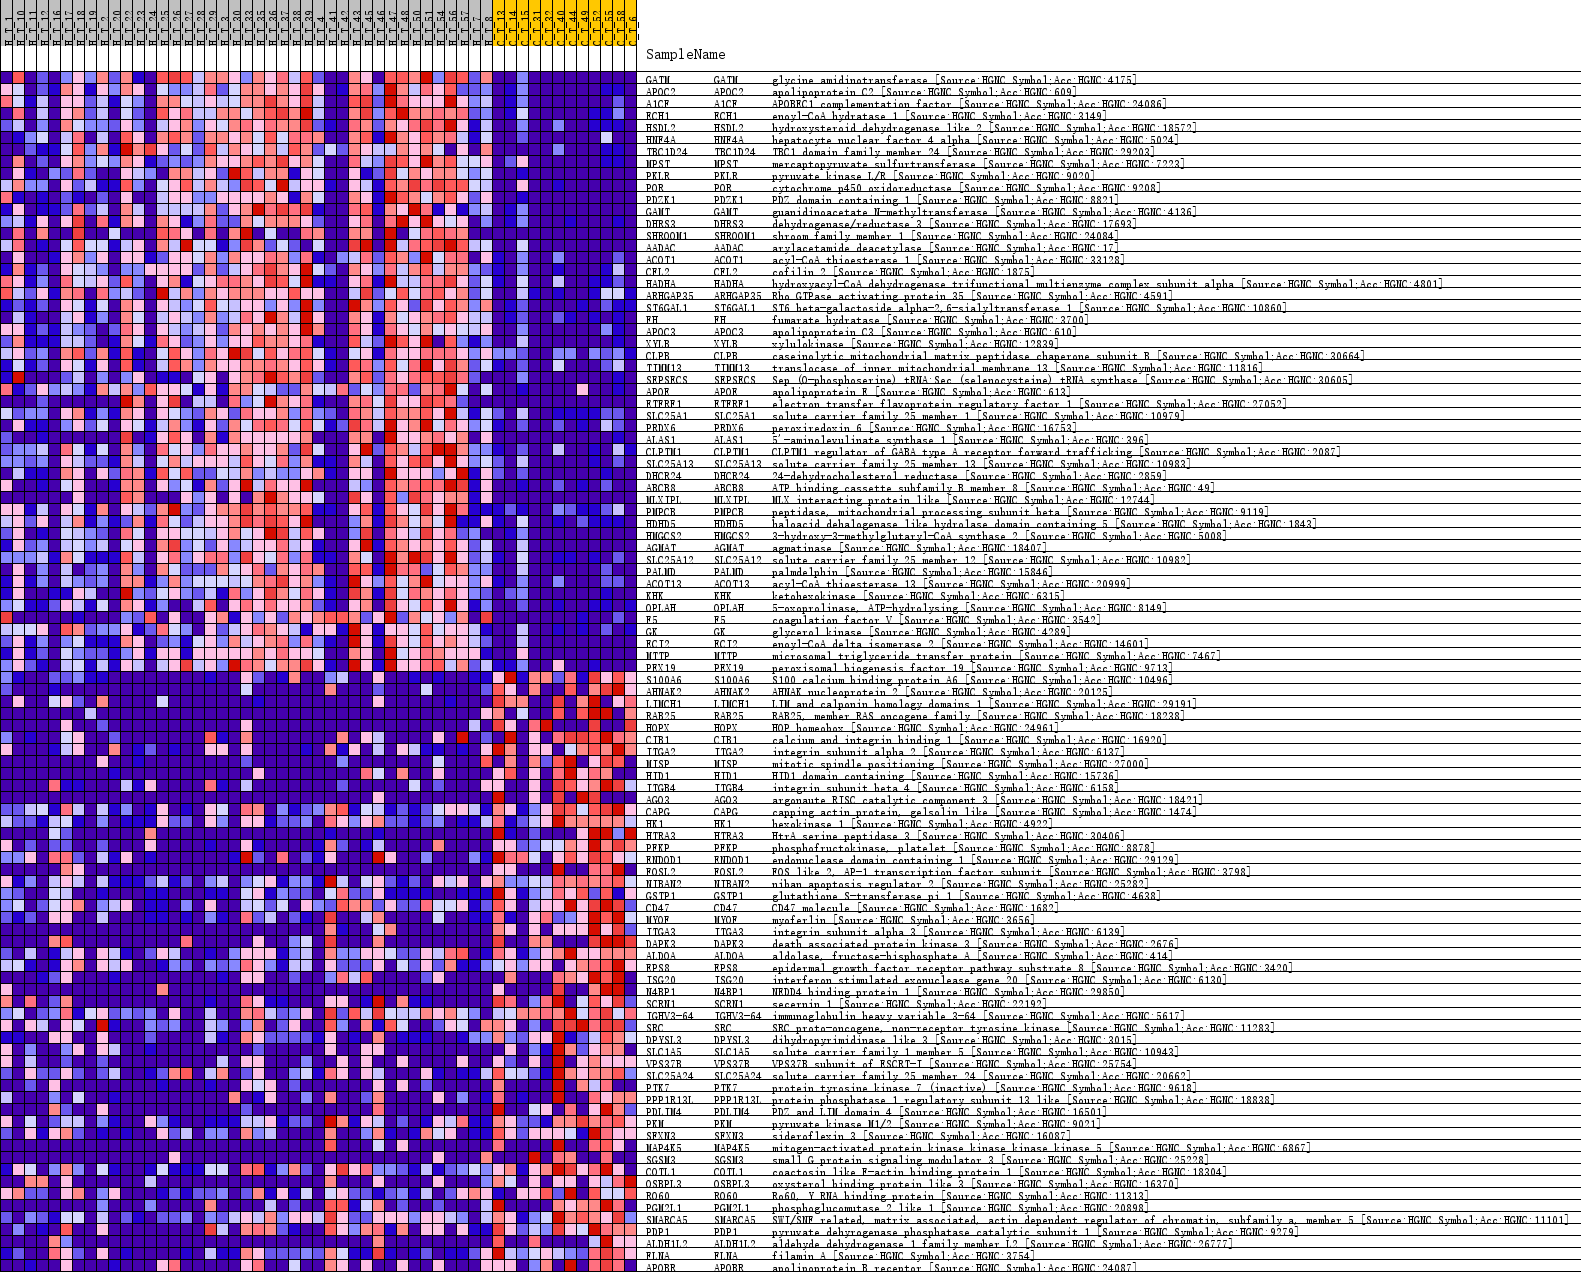 C_T_13
C_T_14
C_T_15
C_T_31
C_T_32
C_T_40
C_T_44
C_T_49
C_T_52
C_T_55
C_T_58
C_T_6
SampleName
GATM GATM glycine amidinotransferase [Source:HGNC Symbol;Acc:HGNC:4175]
APOC2 APOC2 apolipoprotein C2 [Source:HGNC Symbol;Acc:HGNC:609]
A1CF A1CF APOBEC1 complementation factor [Source:HGNC Symbol;Acc:HGNC:24086]
ECH1 ECH1 enoyl-CoA hydratase 1 [Source:HGNC Symbol;Acc:HGNC:3149]
HSDL2 HSDL2 hydroxysteroid dehydrogenase like 2 [Source:HGNC Symbol;Acc:HGNC:18572]
HNF4A HNF4A hepatocyte nuclear factor 4 alpha [Source:HGNC Symbol;Acc:HGNC:5024]
TBC1D24 TBC1D24 TBC1 domain family member 24 [Source:HGNC Symbol;Acc:HGNC:29203]
MPST MPST mercaptopyruvate sulfurtransferase [Source:HGNC Symbol;Acc:HGNC:7223]
PKLR PKLR pyruvate kinase L/R [Source:HGNC Symbol;Acc:HGNC:9020]
POR POR cytochrome p450 oxidoreductase [Source:HGNC Symbol;Acc:HGNC:9208]
PDZK1 PDZK1 PDZ domain containing 1 [Source:HGNC Symbol;Acc:HGNC:8821]
GAMT GAMT guanidinoacetate N-methyltransferase [Source:HGNC Symbol;Acc:HGNC:4136]
DHRS3 DHRS3 dehydrogenase/reductase 3 [Source:HGNC Symbol;Acc:HGNC:17693]
SHROOM1 SHROOM1 shroom family member 1 [Source:HGNC Symbol;Acc:HGNC:24084]
AADAC AADAC arylacetamide deacetylase [Source:HGNC Symbol;Acc:HGNC:17]
ACOT1 ACOT1 acyl-CoA thioesterase 1 [Source:HGNC Symbol;Acc:HGNC:33128]
CFL2 CFL2 cofilin 2 [Source:HGNC Symbol;Acc:HGNC:1875]
HADHA HADHA hydroxyacyl-CoA dehydrogenase trifunctional multienzyme complex subunit alpha [Source:HGNC Symbol;Acc:HGNC:4801]
ARHGAP35 ARHGAP35 Rho GTPase activating protein 35 [Source:HGNC Symbol;Acc:HGNC:4591]
ST6GAL1 ST6GAL1 ST6 beta-galactoside alpha-2,6-sialyltransferase 1 [Source:HGNC Symbol;Acc:HGNC:10860]
FH FH fumarate hydratase [Source:HGNC Symbol;Acc:HGNC:3700]
APOC3 APOC3 apolipoprotein C3 [Source:HGNC Symbol;Acc:HGNC:610]
XYLB XYLB xylulokinase [Source:HGNC Symbol;Acc:HGNC:12839]
CLPB CLPB caseinolytic mitochondrial matrix peptidase chaperone subunit B [Source:HGNC Symbol;Acc:HGNC:30664]
TIMM13 TIMM13 translocase of inner mitochondrial membrane 13 [Source:HGNC Symbol;Acc:HGNC:11816]
SEPSECS SEPSECS Sep (O-phosphoserine) tRNA:Sec (selenocysteine) tRNA synthase [Source:HGNC Symbol;Acc:HGNC:30605]
APOE APOE apolipoprotein E [Source:HGNC Symbol;Acc:HGNC:613]
ETFRF1 ETFRF1 electron transfer flavoprotein regulatory factor 1 [Source:HGNC Symbol;Acc:HGNC:27052]
SLC25A1 SLC25A1 solute carrier family 25 member 1 [Source:HGNC Symbol;Acc:HGNC:10979]
PRDX6 PRDX6 peroxiredoxin 6 [Source:HGNC Symbol;Acc:HGNC:16753]
ALAS1 ALAS1 5'-aminolevulinate synthase 1 [Source:HGNC Symbol;Acc:HGNC:396]
CLPTM1 CLPTM1 CLPTM1 regulator of GABA type A receptor forward trafficking [Source:HGNC Symbol;Acc:HGNC:2087]
SLC25A13 SLC25A13 solute carrier family 25 member 13 [Source:HGNC Symbol;Acc:HGNC:10983]
DHCR24 DHCR24 24-dehydrocholesterol reductase [Source:HGNC Symbol;Acc:HGNC:2859]
ABCB8 ABCB8 ATP binding cassette subfamily B member 8 [Source:HGNC Symbol;Acc:HGNC:49]
MLXIPL MLXIPL MLX interacting protein like [Source:HGNC Symbol;Acc:HGNC:12744]
PMPCB PMPCB peptidase, mitochondrial processing subunit beta [Source:HGNC Symbol;Acc:HGNC:9119]
HDHD5 HDHD5 haloacid dehalogenase like hydrolase domain containing 5 [Source:HGNC Symbol;Acc:HGNC:1843]
HMGCS2 HMGCS2 3-hydroxy-3-methylglutaryl-CoA synthase 2 [Source:HGNC Symbol;Acc:HGNC:5008]
AGMAT AGMAT agmatinase [Source:HGNC Symbol;Acc:HGNC:18407]
SLC25A12 SLC25A12 solute carrier family 25 member 12 [Source:HGNC Symbol;Acc:HGNC:10982]
PALMD PALMD palmdelphin [Source:HGNC Symbol;Acc:HGNC:15846]
ACOT13 ACOT13 acyl-CoA thioesterase 13 [Source:HGNC Symbol;Acc:HGNC:20999]
KHK KHK ketohexokinase [Source:HGNC Symbol;Acc:HGNC:6315]
OPLAH OPLAH 5-oxoprolinase, ATP-hydrolysing [Source:HGNC Symbol;Acc:HGNC:8149]
F5 F5 coagulation factor V [Source:HGNC Symbol;Acc:HGNC:3542]
GK GK glycerol kinase [Source:HGNC Symbol;Acc:HGNC:4289]
ECI2 ECI2 enoyl-CoA delta isomerase 2 [Source:HGNC Symbol;Acc:HGNC:14601]
MTTP MTTP microsomal triglyceride transfer protein [Source:HGNC Symbol;Acc:HGNC:7467]
PEX19 PEX19 peroxisomal biogenesis factor 19 [Source:HGNC Symbol;Acc:HGNC:9713]
S100A6 S100A6 S100 calcium binding protein A6 [Source:HGNC Symbol;Acc:HGNC:10496]
AHNAK2 AHNAK2 AHNAK nucleoprotein 2 [Source:HGNC Symbol;Acc:HGNC:20125]
LIMCH1 LIMCH1 LIM and calponin homology domains 1 [Source:HGNC Symbol;Acc:HGNC:29191]
RAB25 RAB25 RAB25, member RAS oncogene family [Source:HGNC Symbol;Acc:HGNC:18238]
HOPX HOPX HOP homeobox [Source:HGNC Symbol;Acc:HGNC:24961]
CIB1 CIB1 calcium and integrin binding 1 [Source:HGNC Symbol;Acc:HGNC:16920]
ITGA2 ITGA2 integrin subunit alpha 2 [Source:HGNC Symbol;Acc:HGNC:6137]
MISP MISP mitotic spindle positioning [Source:HGNC Symbol;Acc:HGNC:27000]
HID1 HID1 HID1 domain containing [Source:HGNC Symbol;Acc:HGNC:15736]
ITGB4 ITGB4 integrin subunit beta 4 [Source:HGNC Symbol;Acc:HGNC:6158]
AGO3 AGO3 argonaute RISC catalytic component 3 [Source:HGNC Symbol;Acc:HGNC:18421]
CAPG CAPG capping actin protein, gelsolin like [Source:HGNC Symbol;Acc:HGNC:1474]
HK1 HK1 hexokinase 1 [Source:HGNC Symbol;Acc:HGNC:4922]
HTRA3 HTRA3 HtrA serine peptidase 3 [Source:HGNC Symbol;Acc:HGNC:30406]
PFKP PFKP phosphofructokinase, platelet [Source:HGNC Symbol;Acc:HGNC:8878]
ENDOD1 ENDOD1 endonuclease domain containing 1 [Source:HGNC Symbol;Acc:HGNC:29129]
FOSL2 FOSL2 FOS like 2, AP-1 transcription factor subunit [Source:HGNC Symbol;Acc:HGNC:3798]
NIBAN2 NIBAN2 niban apoptosis regulator 2 [Source:HGNC Symbol;Acc:HGNC:25282]
GSTP1 GSTP1 glutathione S-transferase pi 1 [Source:HGNC Symbol;Acc:HGNC:4638]
CD47 CD47 CD47 molecule [Source:HGNC Symbol;Acc:HGNC:1682]
MYOF MYOF myoferlin [Source:HGNC Symbol;Acc:HGNC:3656]
ITGA3 ITGA3 integrin subunit alpha 3 [Source:HGNC Symbol;Acc:HGNC:6139]
DAPK3 DAPK3 death associated protein kinase 3 [Source:HGNC Symbol;Acc:HGNC:2676]
ALDOA ALDOA aldolase, fructose-bisphosphate A [Source:HGNC Symbol;Acc:HGNC:414]
EPS8 EPS8 epidermal growth factor receptor pathway substrate 8 [Source:HGNC Symbol;Acc:HGNC:3420]
ISG20 ISG20 interferon stimulated exonuclease gene 20 [Source:HGNC Symbol;Acc:HGNC:6130]
N4BP1 N4BP1 NEDD4 binding protein 1 [Source:HGNC Symbol;Acc:HGNC:29850]
SCRN1 SCRN1 secernin 1 [Source:HGNC Symbol;Acc:HGNC:22192]
IGHV3-64 IGHV3-64 immunoglobulin heavy variable 3-64 [Source:HGNC Symbol;Acc:HGNC:5617]
SRC SRC SRC proto-oncogene, non-receptor tyrosine kinase [Source:HGNC Symbol;Acc:HGNC:11283]
DPYSL3 DPYSL3 dihydropyrimidinase like 3 [Source:HGNC Symbol;Acc:HGNC:3015]
SLC1A5 SLC1A5 solute carrier family 1 member 5 [Source:HGNC Symbol;Acc:HGNC:10943]
VPS37B VPS37B VPS37B subunit of ESCRT-I [Source:HGNC Symbol;Acc:HGNC:25754]
SLC25A24 SLC25A24 solute carrier family 25 member 24 [Source:HGNC Symbol;Acc:HGNC:20662]
PTK7 PTK7 protein tyrosine kinase 7 (inactive) [Source:HGNC Symbol;Acc:HGNC:9618]
PPP1R13L PPP1R13L protein phosphatase 1 regulatory subunit 13 like [Source:HGNC Symbol;Acc:HGNC:18838]
PDLIM4 PDLIM4 PDZ and LIM domain 4 [Source:HGNC Symbol;Acc:HGNC:16501]
PKM PKM pyruvate kinase M1/2 [Source:HGNC Symbol;Acc:HGNC:9021]
SFXN3 SFXN3 sideroflexin 3 [Source:HGNC Symbol;Acc:HGNC:16087]
MAP4K5 MAP4K5 mitogen-activated protein kinase kinase kinase kinase 5 [Source:HGNC Symbol;Acc:HGNC:6867]
SGSM3 SGSM3 small G protein signaling modulator 3 [Source:HGNC Symbol;Acc:HGNC:25228]
COTL1 COTL1 coactosin like F-actin binding protein 1 [Source:HGNC Symbol;Acc:HGNC:18304]
OSBPL3 OSBPL3 oxysterol binding protein like 3 [Source:HGNC Symbol;Acc:HGNC:16370]
RO60 RO60 Ro60, Y RNA binding protein [Source:HGNC Symbol;Acc:HGNC:11313]
PGM2L1 PGM2L1 phosphoglucomutase 2 like 1 [Source:HGNC Symbol;Acc:HGNC:20898]
SMARCA5 SMARCA5 SWI/SNF related, matrix associated, actin dependent regulator of chromatin, subfamily a, member 5 [Source:HGNC Symbol;Acc:HGNC:11101]
PDP1 PDP1 pyruvate dehydrogenase phosphatase catalytic subunit 1 [Source:HGNC Symbol;Acc:HGNC:9279]
ALDH1L2 ALDH1L2 aldehyde dehydrogenase 1 family member L2 [Source:HGNC Symbol;Acc:HGNC:26777]
FLNA FLNA filamin A [Source:HGNC Symbol;Acc:HGNC:3754]
APOBR APOBR apolipoprotein B receptor [Source:HGNC Symbol;Acc:HGNC:24087]